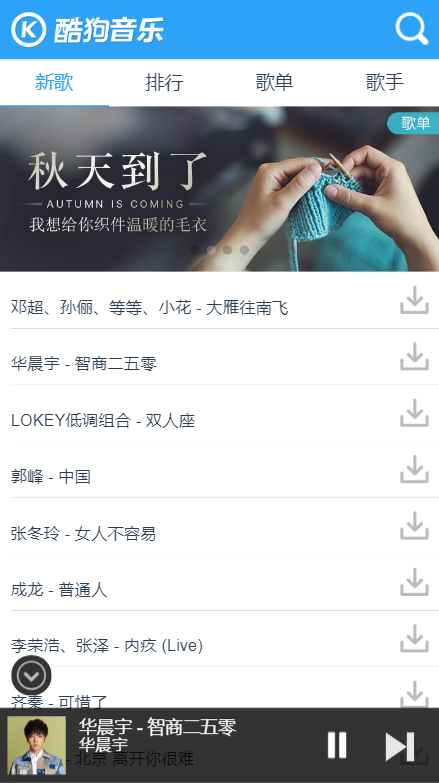 酷狗音乐
新歌 排行 歌单 歌手
歌单
秋天到了
AUTUMN IS COMING
我想给你织件温暖的毛衣
邓超、孙俪、等等、小花 - 大雁往南飞
华晨宇 - 智商二五零
LOKEY低调组合 - 双人座
郭峰 - 中国
张冬玲 - 女人不容易
成龙 - 普通人
李荣浩、张泽 - 内疚 (Live)
齐秦 - 可惜了
华晨宇 - 智商二五零
华晨宇
- 北京 离开你很难